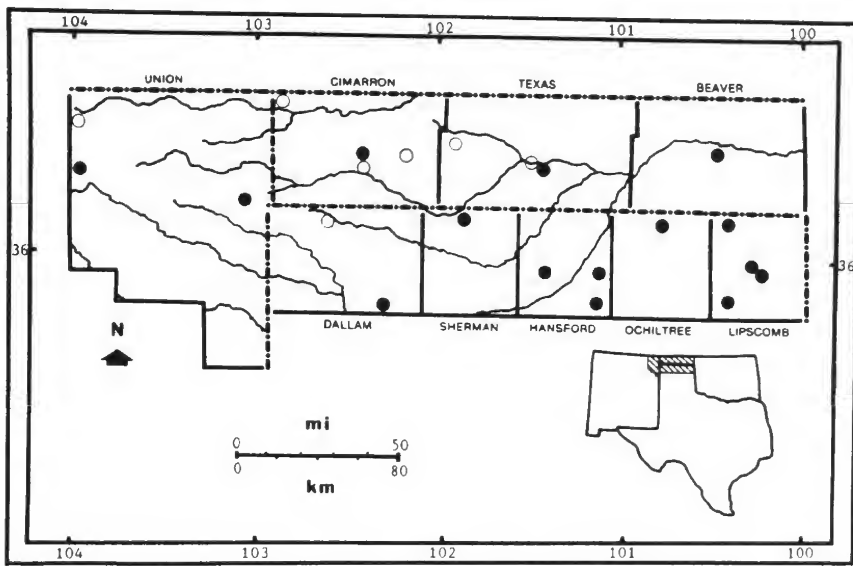 104 103 102 101 100
UNION CIMARRON TEXAS BEAVER
36 36
DALLAM SHERMAN HANSFORD OCHILTREE LIPSCOMB
N
mi
0 50
0 80
km
104 103 102 101 100